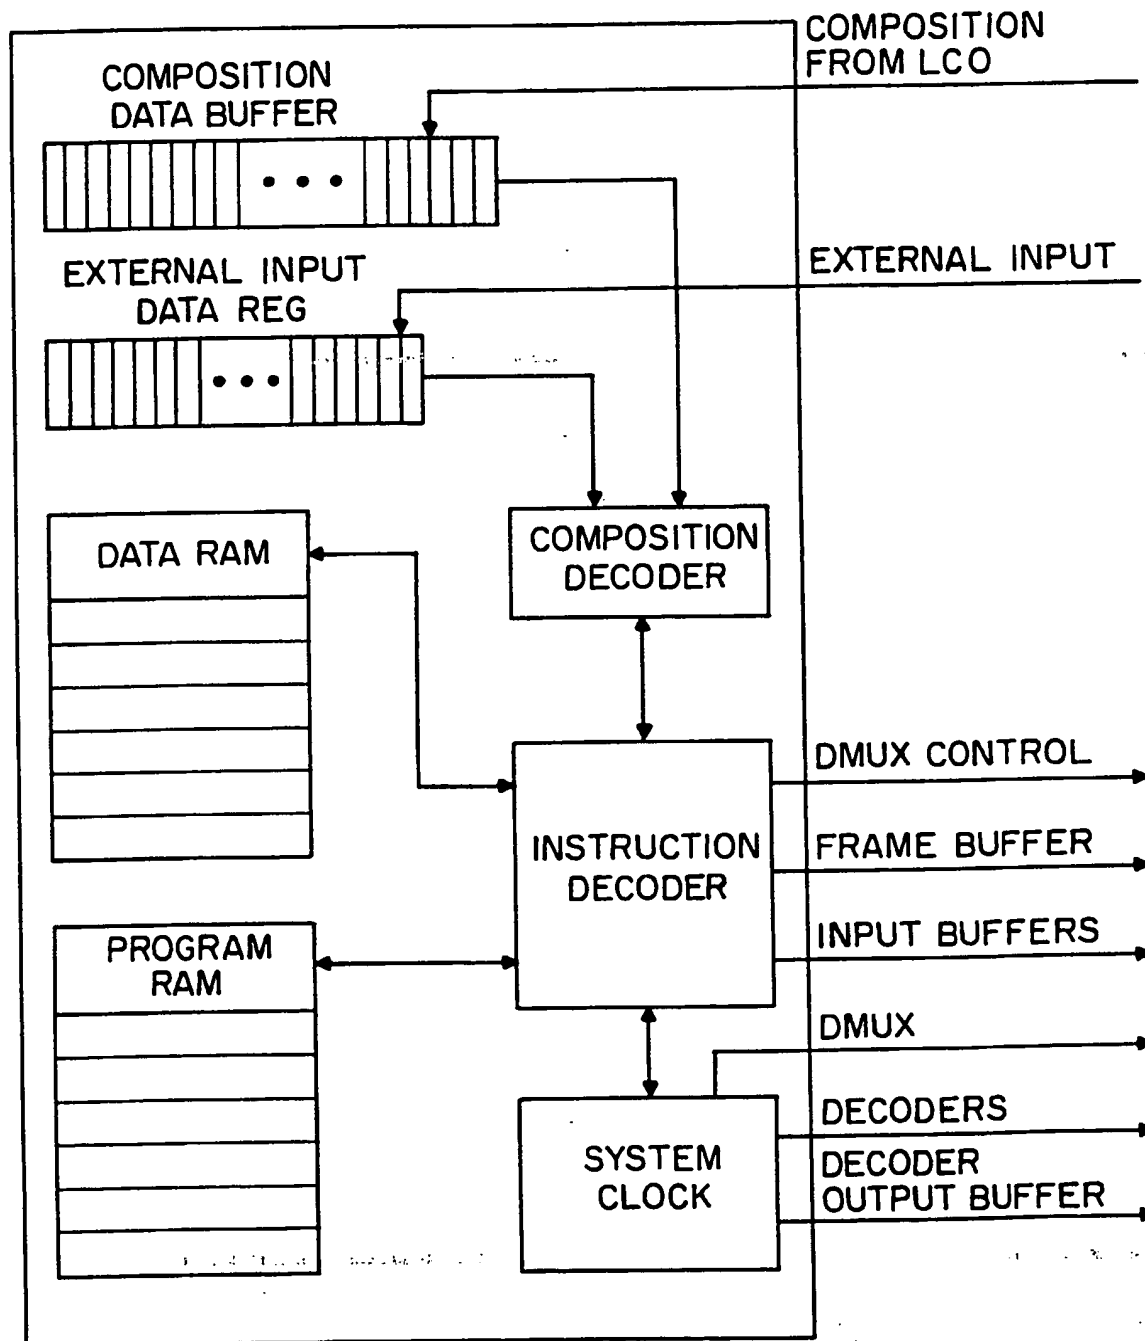 COMPOSITION
FROM LCO
COMPOSITION
DATA BUFFER
EXTERNAL INPUT
EXTERNAL INPUT
DATA REG
DATA RAM
COMPOSITION
DECODER
DMUX CONTROL
INSTRUCTION
DECODER
FRAME BUFFER
INPUT BUFFERS
PROGRAM
RAM
DMUX
SYSTEM
CLOCK
DECODERS
DECODER
OUTPUT BUFFER